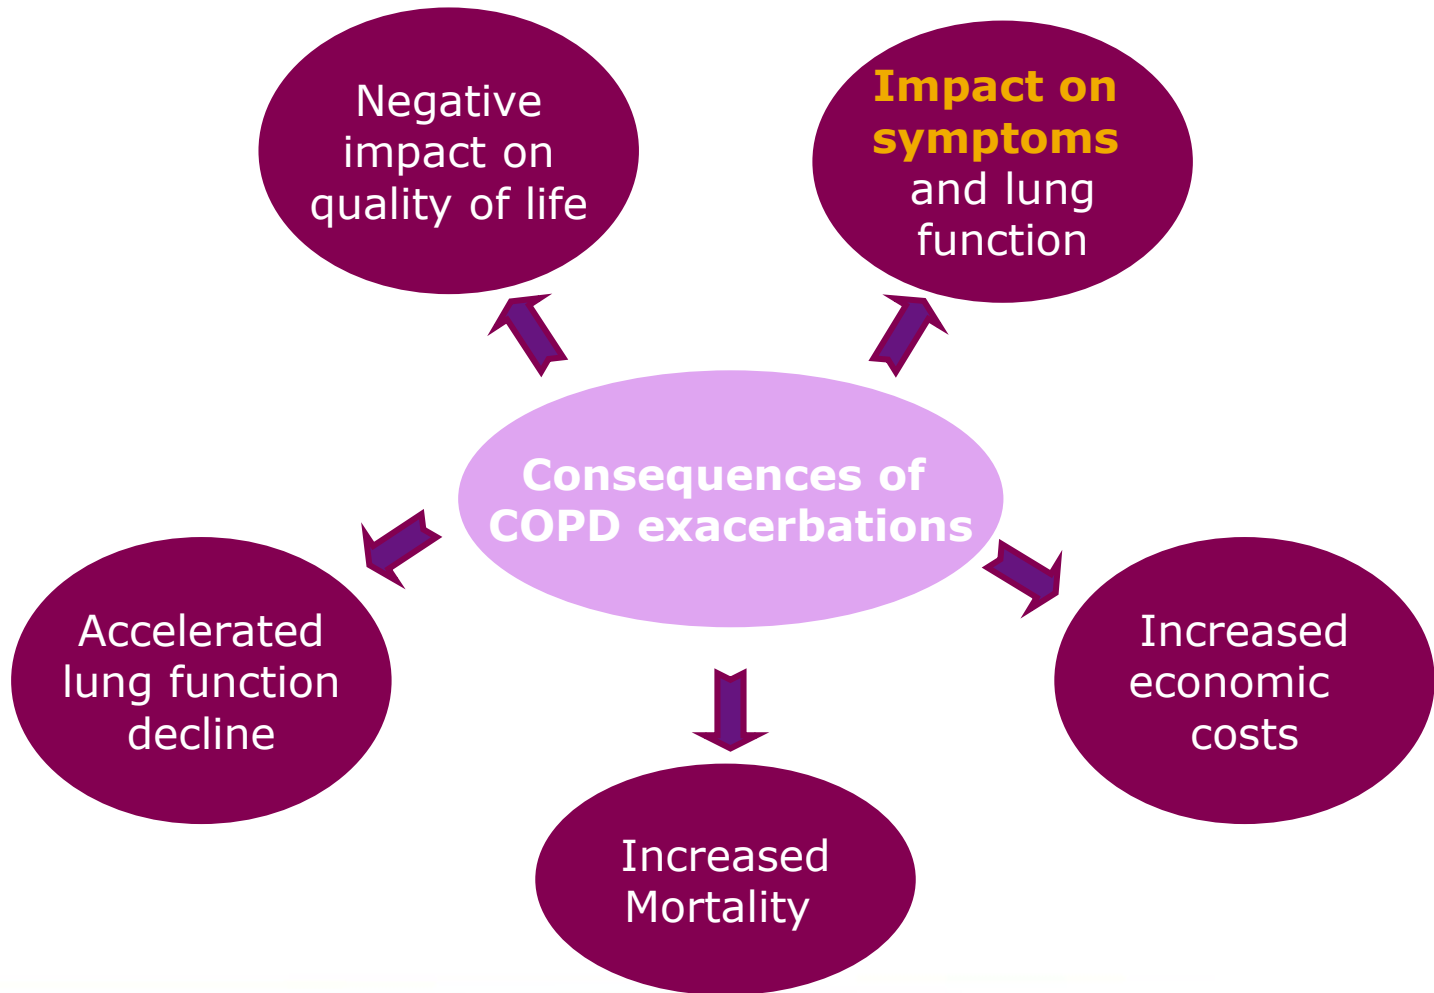 Negative
impact on
quality of life
Impact on
symptoms
and lung
function
Consequences of
COPD exacerbations
Accelerated
lung function
decline
Increased
economic
costs
Increased
Mortality